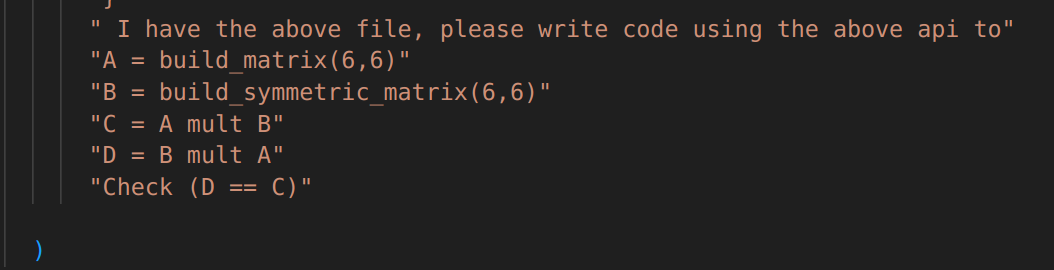 }
" I have the above file, please write code using the above api to"
"A = build_matrix(6,6)"
"B = build_symmetric_matrix(6,6)"
"C = A mult B"
"D = B mult A"
"Check (D == C)"
)